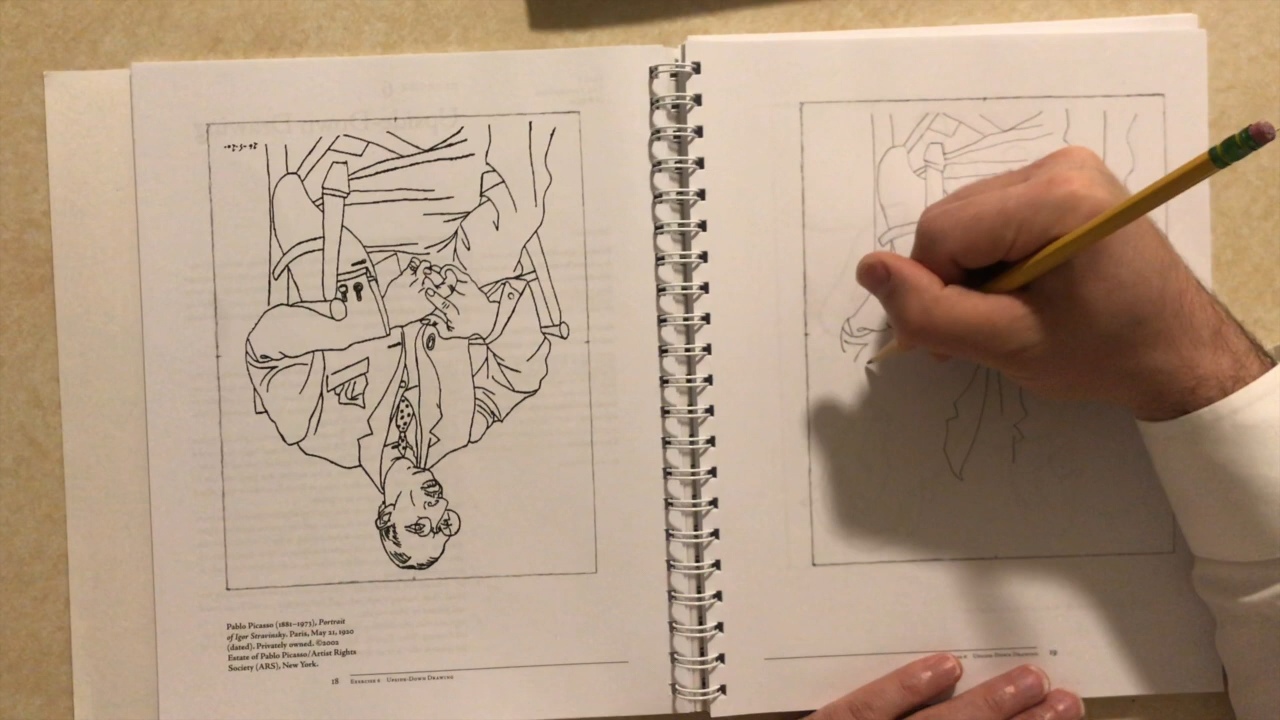 Pablo Picasso (1881–1973), Portrait
of Igor Stravinsky. Paris, May 21, 1920
(dated). Privately owned. ©2002
Estate of Pablo Picasso/Artist Rights
Society (ARS), New York.
18 Exercise 6 Upside-Down Drawing
Upside-Down Drawing 19